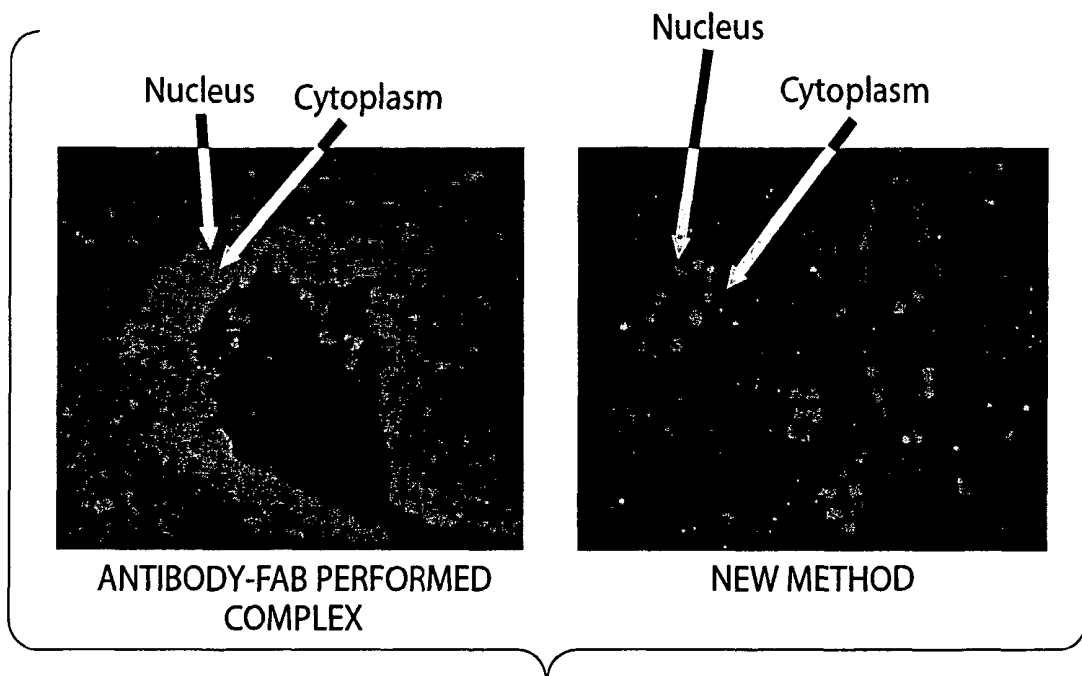 Nucleus
Cytoplasm
Nucleus
Cytoplasm
ANTIBODY-FAB PERFORMED
COMPLEX
NEW METHOD